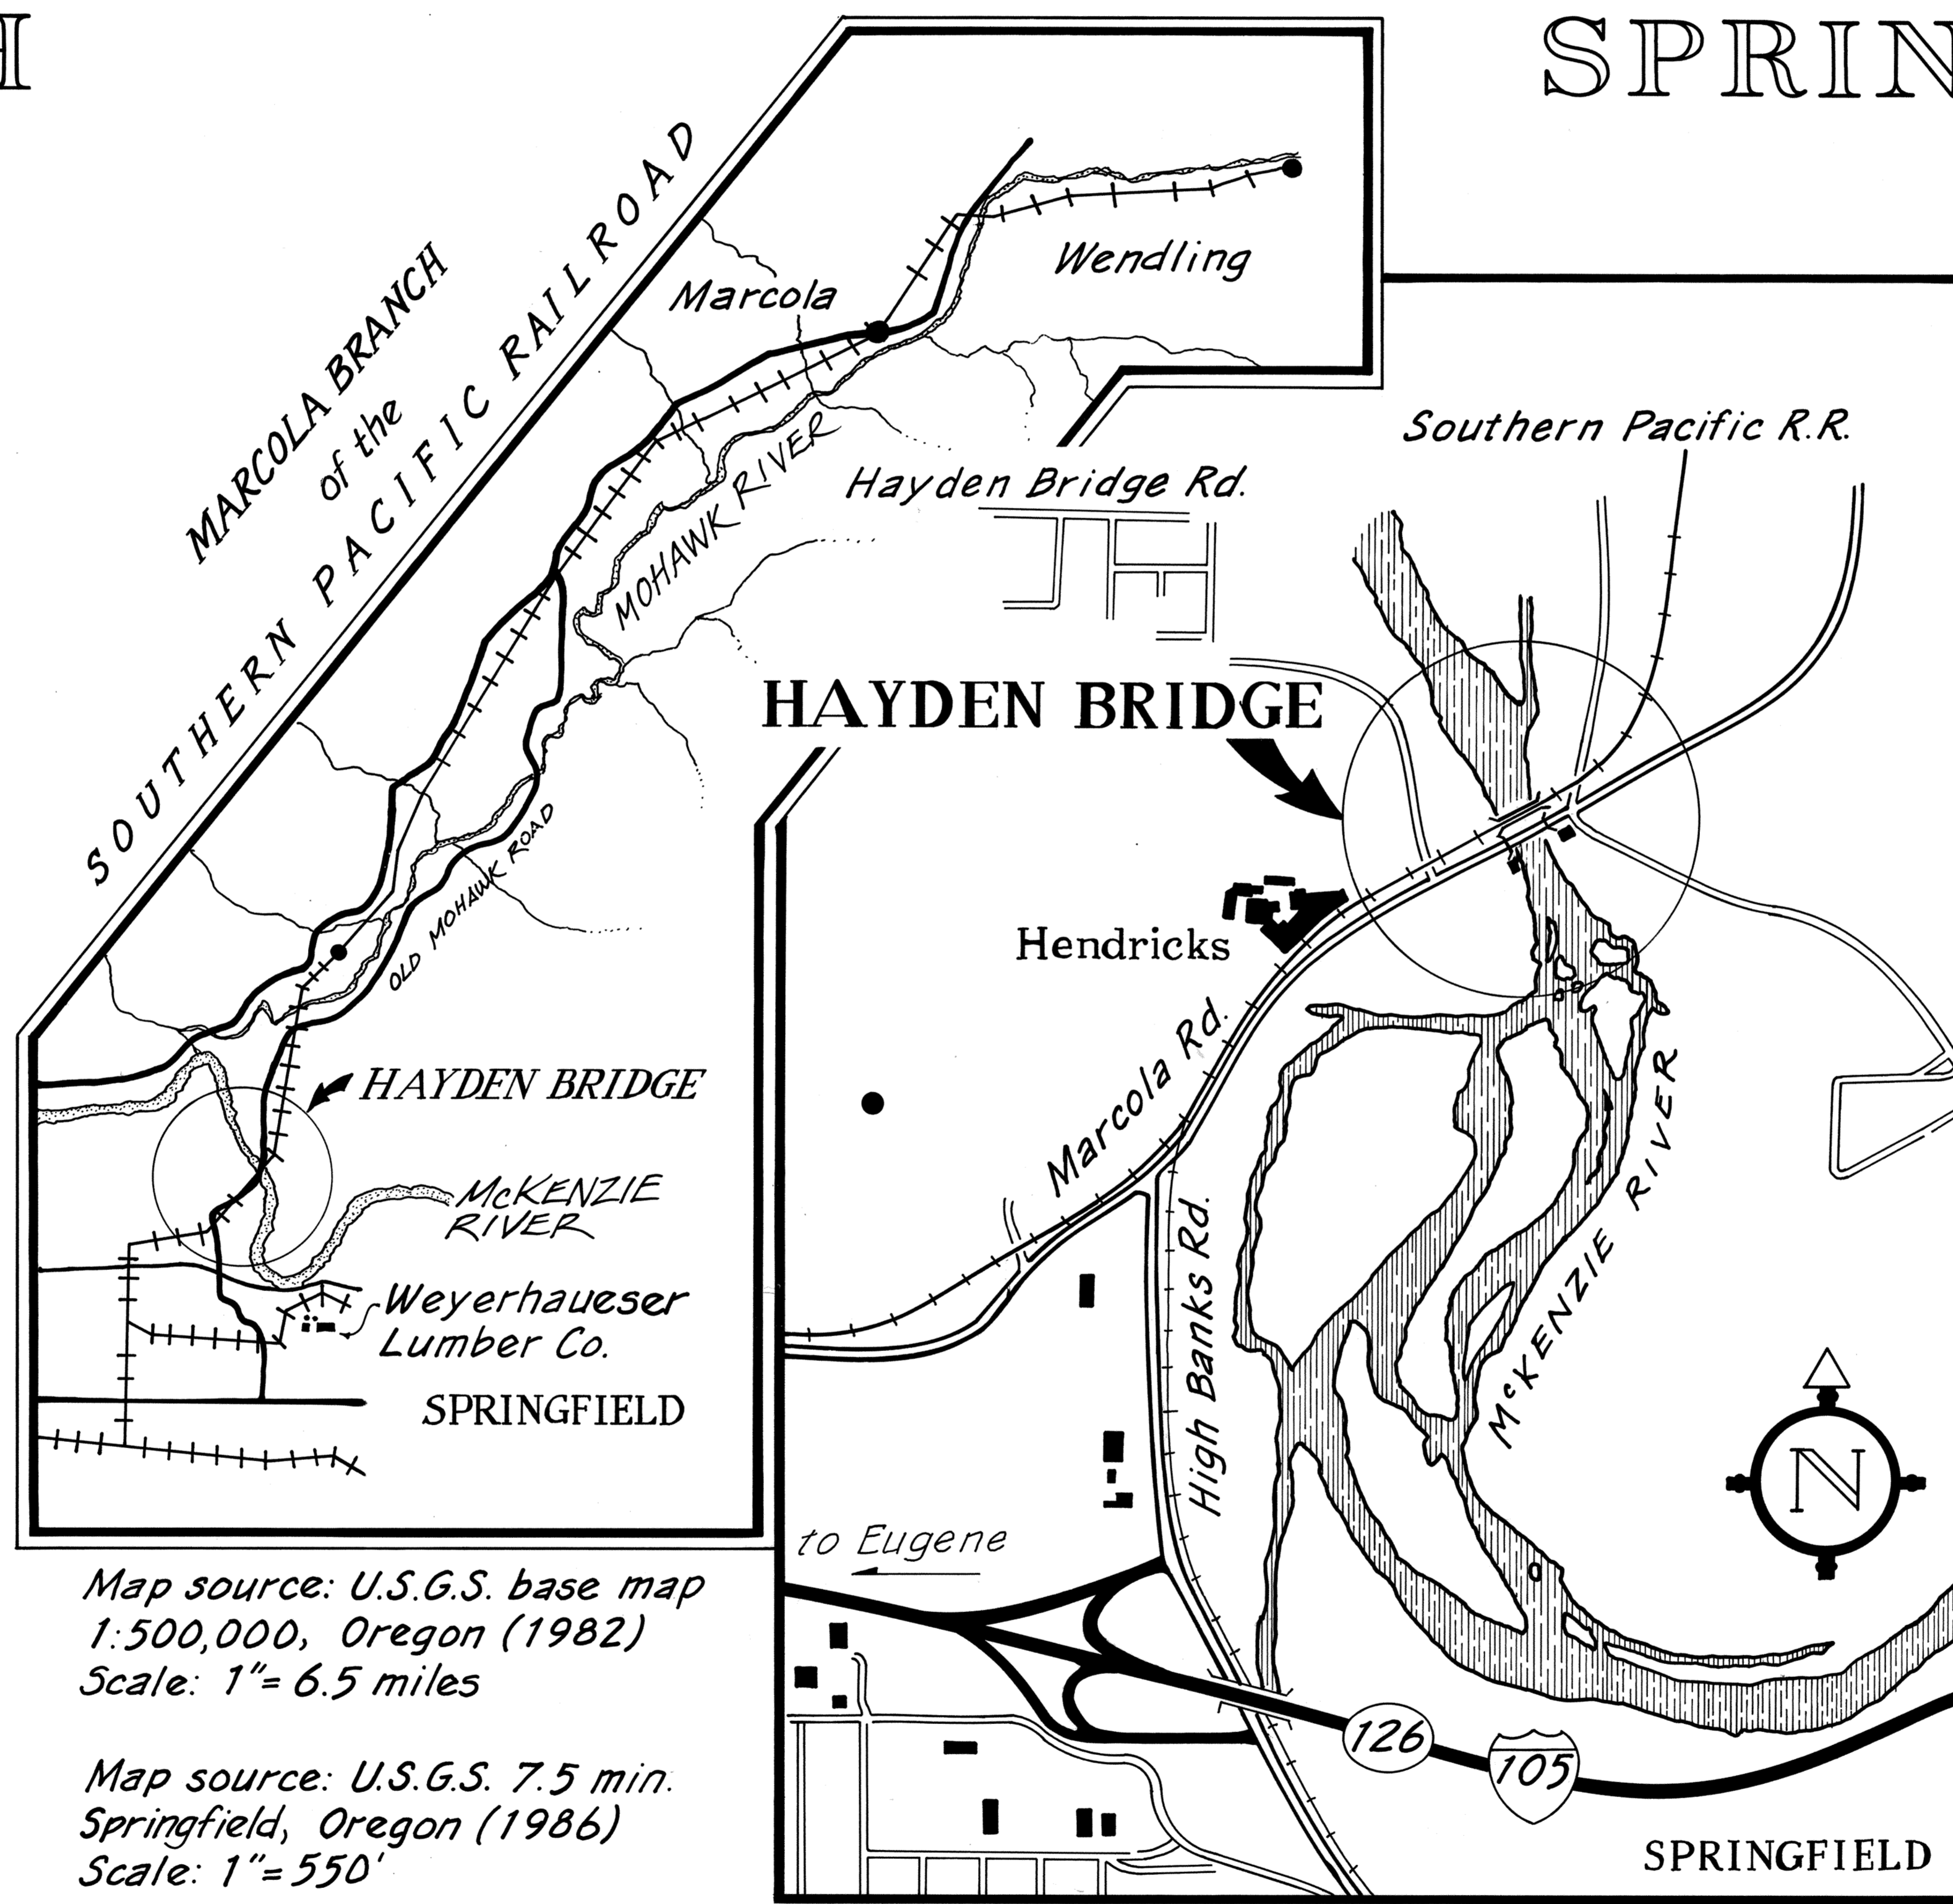 H
SPRIN
MARCOLA BRANCH
of the
SOUTHERN PACIFIC RAILROAD
Marcola
Wendling
MOHAWK RIVER
OLD MOHAWK ROAD
HAYDEN BRIDGE
McKENZIE
RIVER
Weyerhaueser
Lumber Co.
SPRINGFIELD
Southern Pacific R.R.
Hayden Bridge Rd.
HAYDEN BRIDGE
Hendricks
Marcola Rd.
High Banks Rd.
McKENZIE RIVER
N
to Eugene
126
105
SPRINGFIELD
Map source: U.S.G.S. base map
1:500,000, Oregon (1982)
Scale: 1"= 6.5 miles
Map source: U.S.G.S. 7.5 min.
Springfield, Oregon (1986)
Scale: 1"= 550'